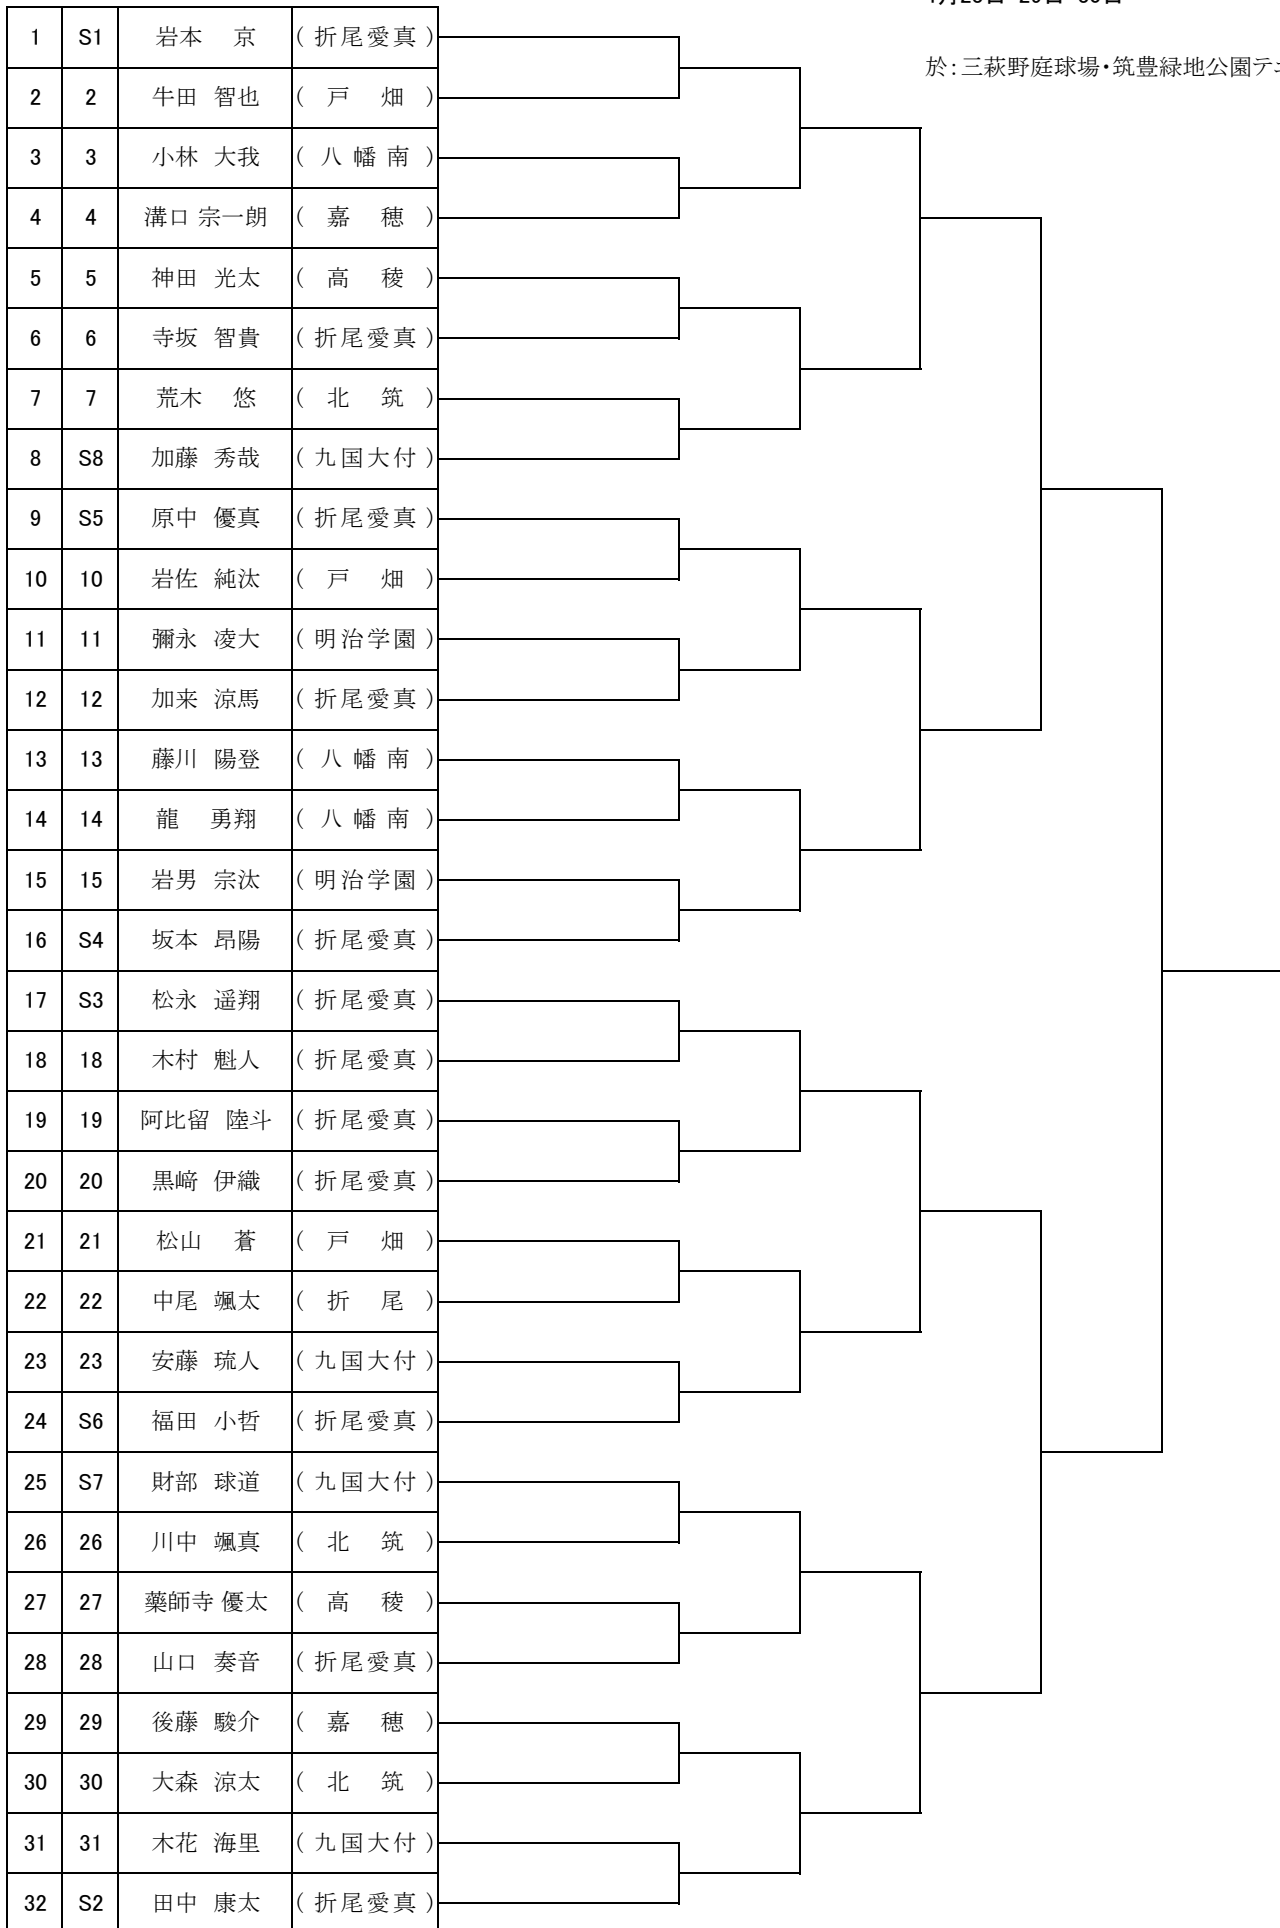 於：三萩野庭球場・筑豊緑地公園テ
1 S1 岩本 京 (折尾愛真)
2 2 牛田 智也 (戸 畑)
3 3 小林 大我 (八幡南)
4 4 溝口 宗一朗 (嘉 穂)
5 5 神田 光太 (高 稜)
6 6 寺坂 智貴 (折尾愛真)
7 7 荒木 悠 (北 筑)
8 S8 加藤 秀哉 (九国大付)
9 S5 原中 優真 (折尾愛真)
10 10 岩佐 純汰 (戸 畑)
11 11 彌永 凌大 (明治学園)
12 12 加来 涼馬 (折尾愛真)
13 13 藤川 陽登 (八幡南)
14 14 龍 勇翔 (八幡南)
15 15 岩男 宗汰 (明治学園)
16 S4 坂本 昂陽 (折尾愛真)
17 S3 松永 遥翔 (折尾愛真)
18 18 木村 魁人 (折尾愛真)
19 19 阿比留 陸斗 (折尾愛真)
20 20 黒﨑 伊織 (折尾愛真)
21 21 松山 蒼 (戸 畑)
22 22 中尾 颯太 (折 尾)
23 23 安藤 琉人 (九国大付)
24 S6 福田 小哲 (折尾愛真)
25 S7 財部 球道 (九国大付)
26 26 川中 颯真 (北 筑)
27 27 藥師寺 優太 (高 稜)
28 28 山口 奏音 (折尾愛真)
29 29 後藤 駿介 (嘉 穂)
30 30 大森 涼太 (北 筑)
31 31 木花 海里 (九国大付)
32 S2 田中 康太 (折尾愛真)